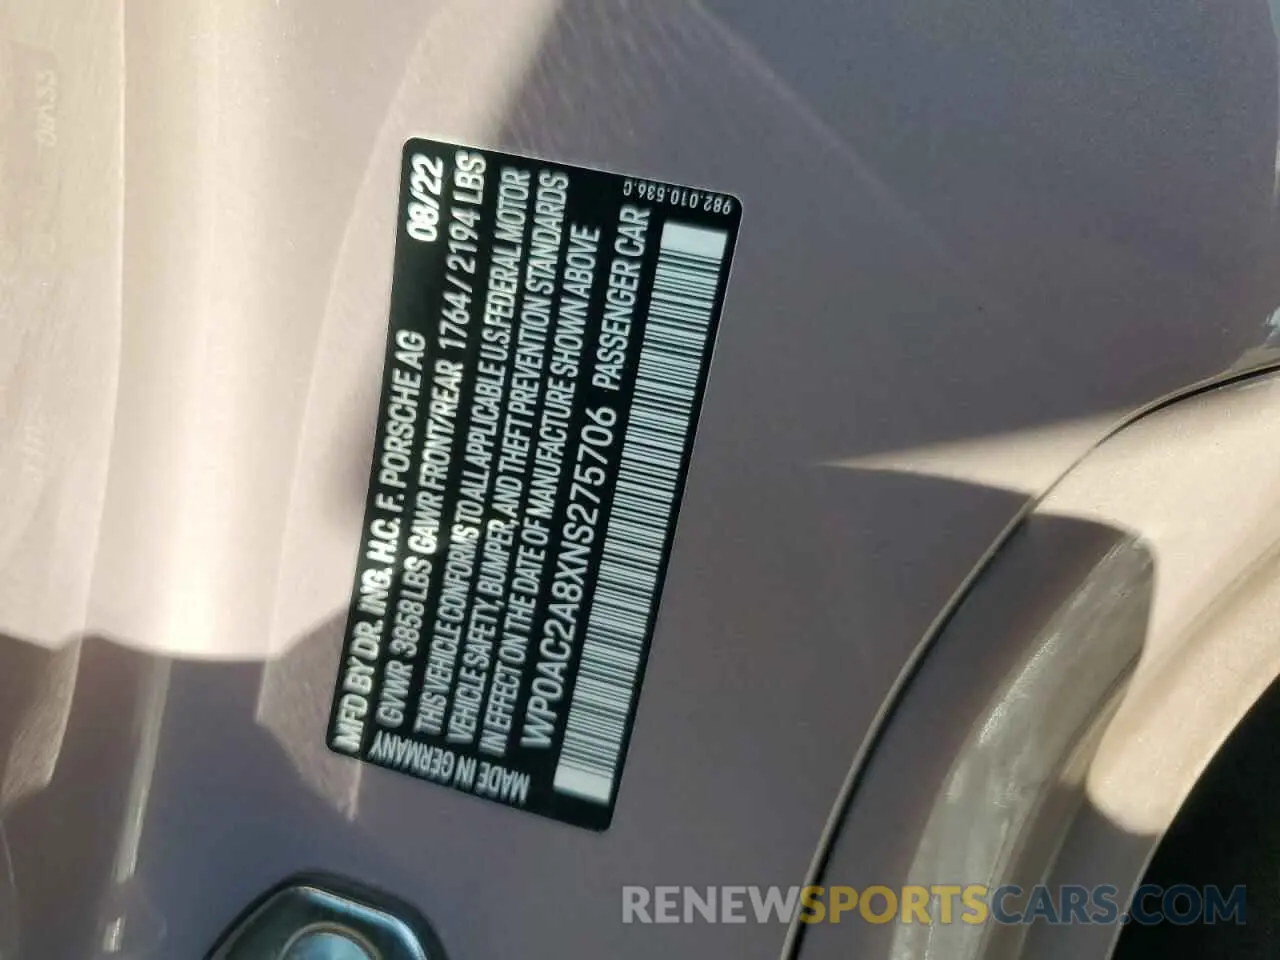 MFD BY DR. ING. H.C. F. PORSCHE AG 08/22
GVWR 3858 LBS GAWR FRONT/REAR 1764/2194 LBS
THIS VEHICLE CONFORMS TO ALL APPLICABLE U.S. FEDERAL MOTOR
VEHICLE SAFETY, BUMPER, AND THEFT PREVENTION STANDARDS
IN EFFECT ON THE DATE OF MANUFACTURE SHOWN ABOVE
WP0AC2A8XNS275706 PASSENGER CAR
MADE IN GERMANY
982.010.536.C
RENEWSPORTSCARS.COM